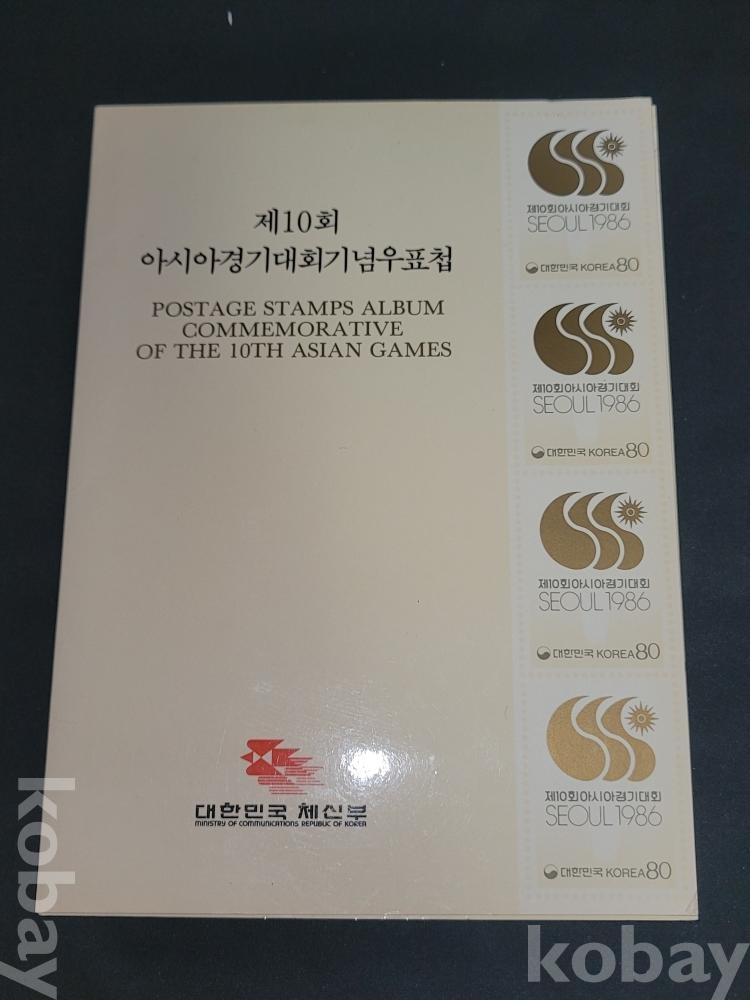 제10회
아시아경기대회기념우표첩
POSTAGE STAMPS ALBUM
COMMEMORATIVE
OF THE 10TH ASIAN GAMES
대한민국 체신부
MINISTRY OF COMMUNICATIONS REPUBLIC OF KOREA
제10회아시아경기대회
SEOUL 1986
대한민국 KOREA 80
제10회아시아경기대회
SEOUL 1986
대한민국 KOREA 80
제10회아시아경기대회
SEOUL 1986
대한민국 KOREA 80
제10회아시아경기대회
SEOUL 1986
대한민국 KOREA 80
kobay
kobay